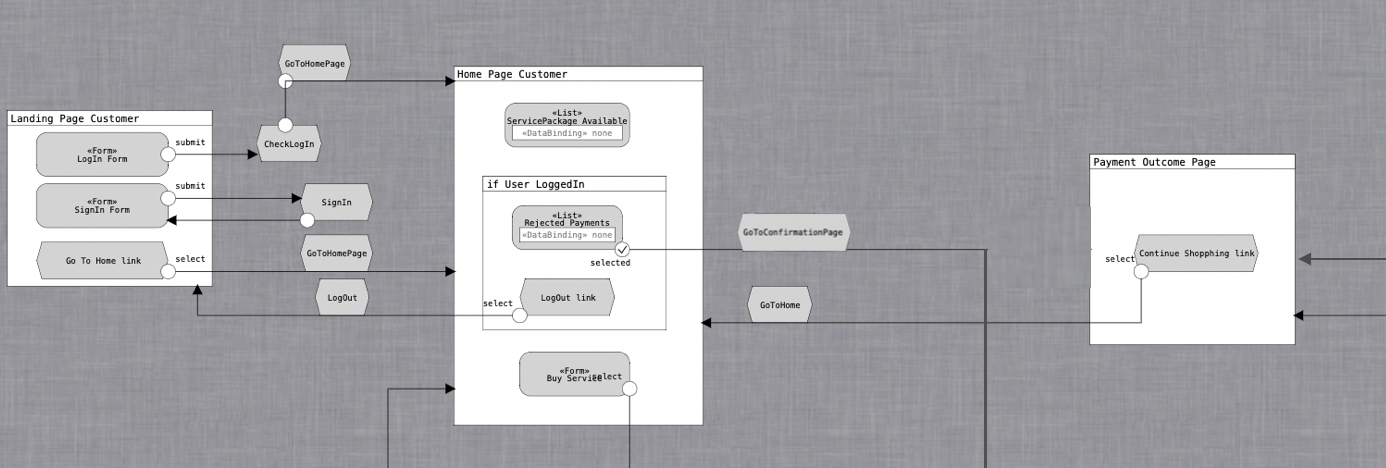 GoToHomePage
Home Page Customer
«List»
ServicePackage Available
«DataBinding» none
Landing Page Customer
«Form»
LogIn Form
submit
CheckLogIn
«Form»
SignIn Form
submit
SignIn
Go To Home link
select
GoToHomePage
LogOut
if User LoggedIn
«List»
Rejected Payments
«DataBinding» none
selected
select
LogOut link
«Form»
Buy Service
select
GoToConfirmationPage
GoToHome
Payment Outcome Page
select
Continue Shopphing link